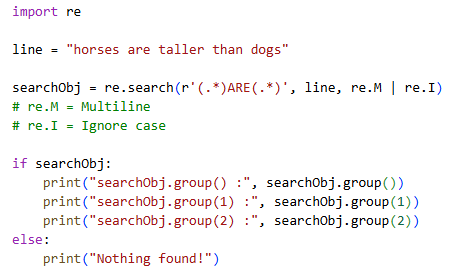 import re

line = "horses are taller than dogs"

searchObj = re.search(r'(.*)ARE(.*)', line, re.M | re.I)
# re.M = Multiline
# re.I = Ignore case

if searchObj:
    print("searchObj.group() :", searchObj.group())
    print("searchObj.group(1) :", searchObj.group(1))
    print("searchObj.group(2) :", searchObj.group(2))
else:
    print("Nothing found!")